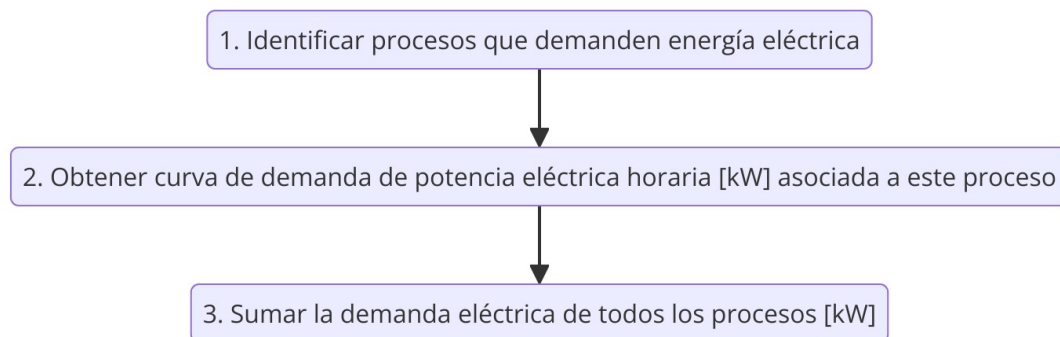 1. Identificar procesos que demanden energía eléctrica
2. Obtener curva de demanda de potencia eléctrica horaria [kW] asociada a este proceso
3. Sumar la demanda eléctrica de todos los procesos [kW]